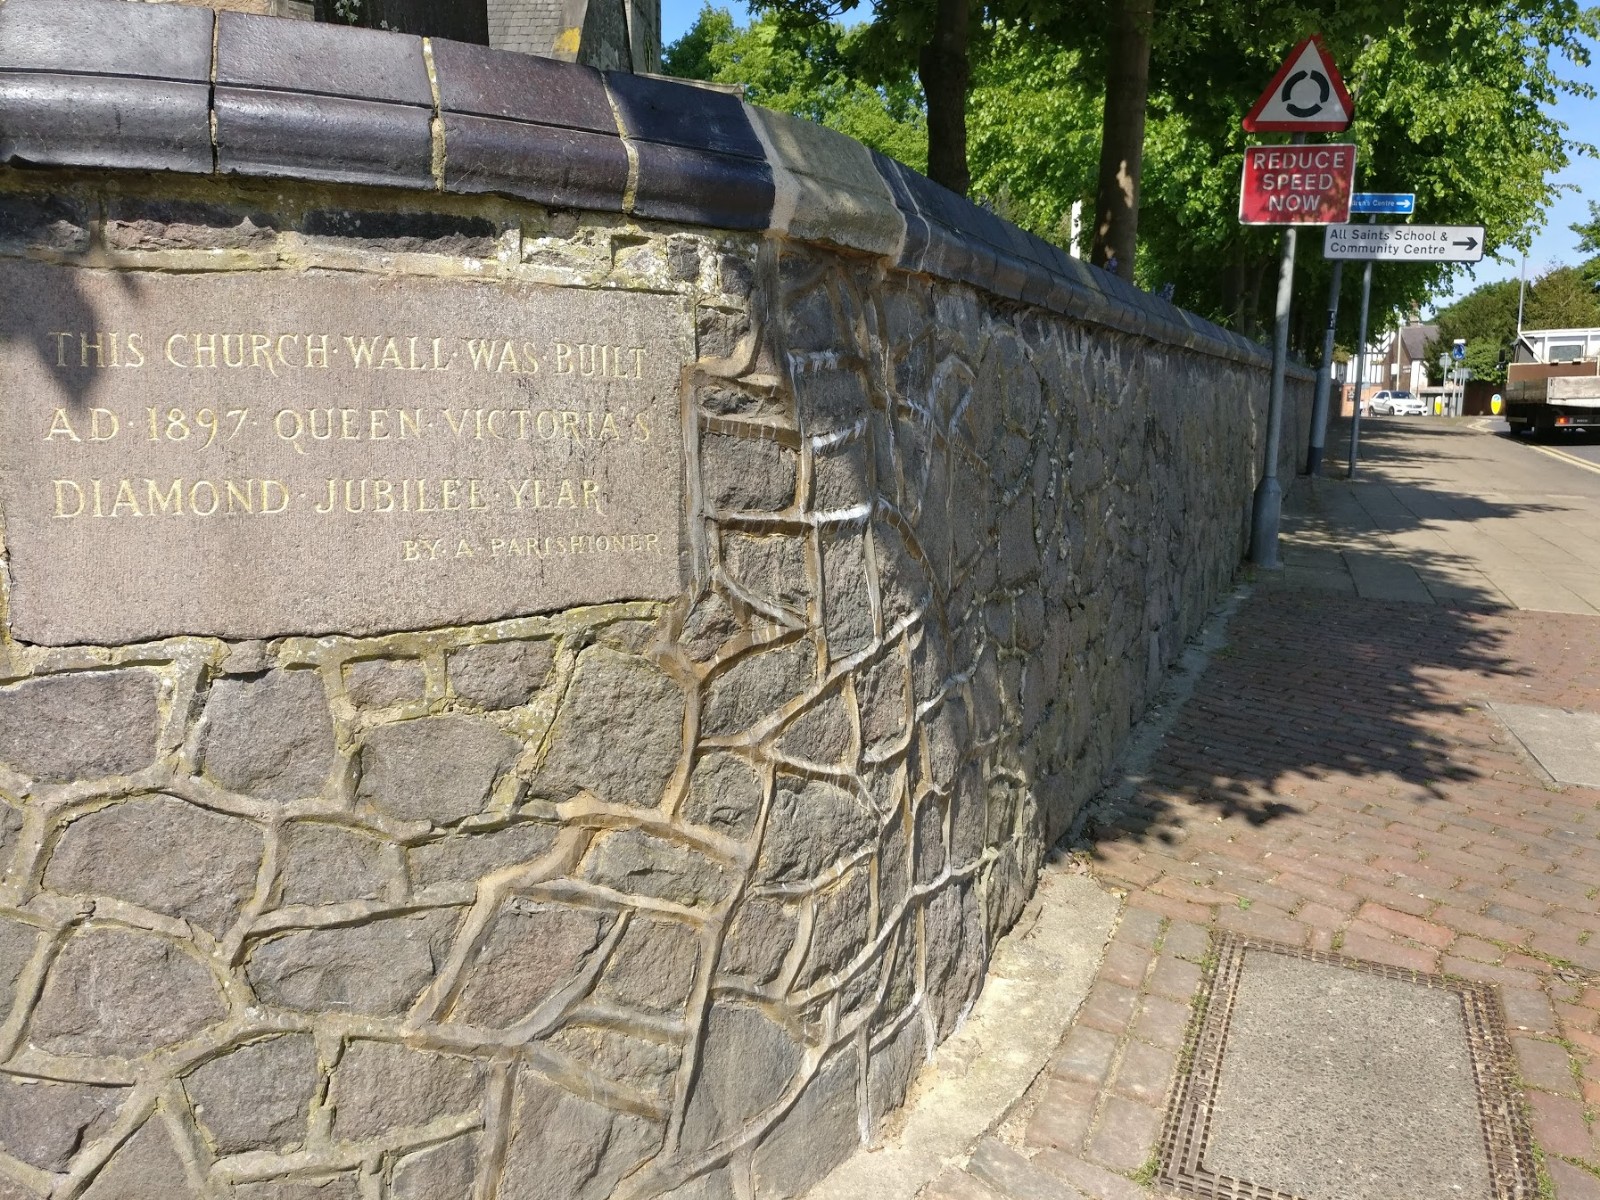 THIS CHURCH·WALL·WAS·BUILT
AD·1897·QUEEN·VICTORIA'S
DIAMOND·JUBILEE·YEAR
BY·A·PARISHIONER
REDUCE
SPEED
NOW
Centre
All Saints School &
Community Centre